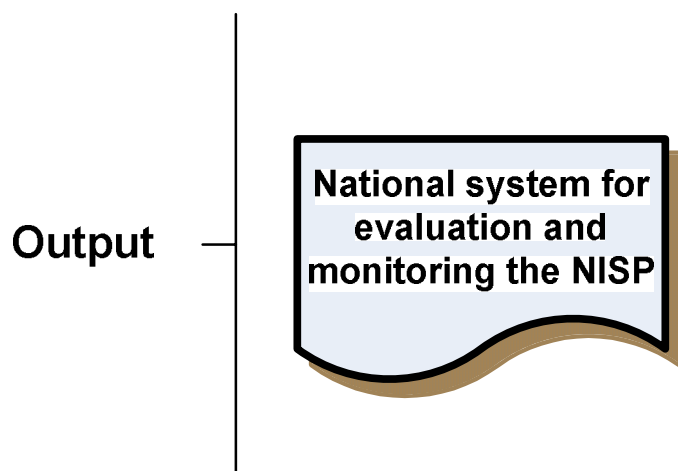 Output
National system for
evaluation and
monitoring the NISP